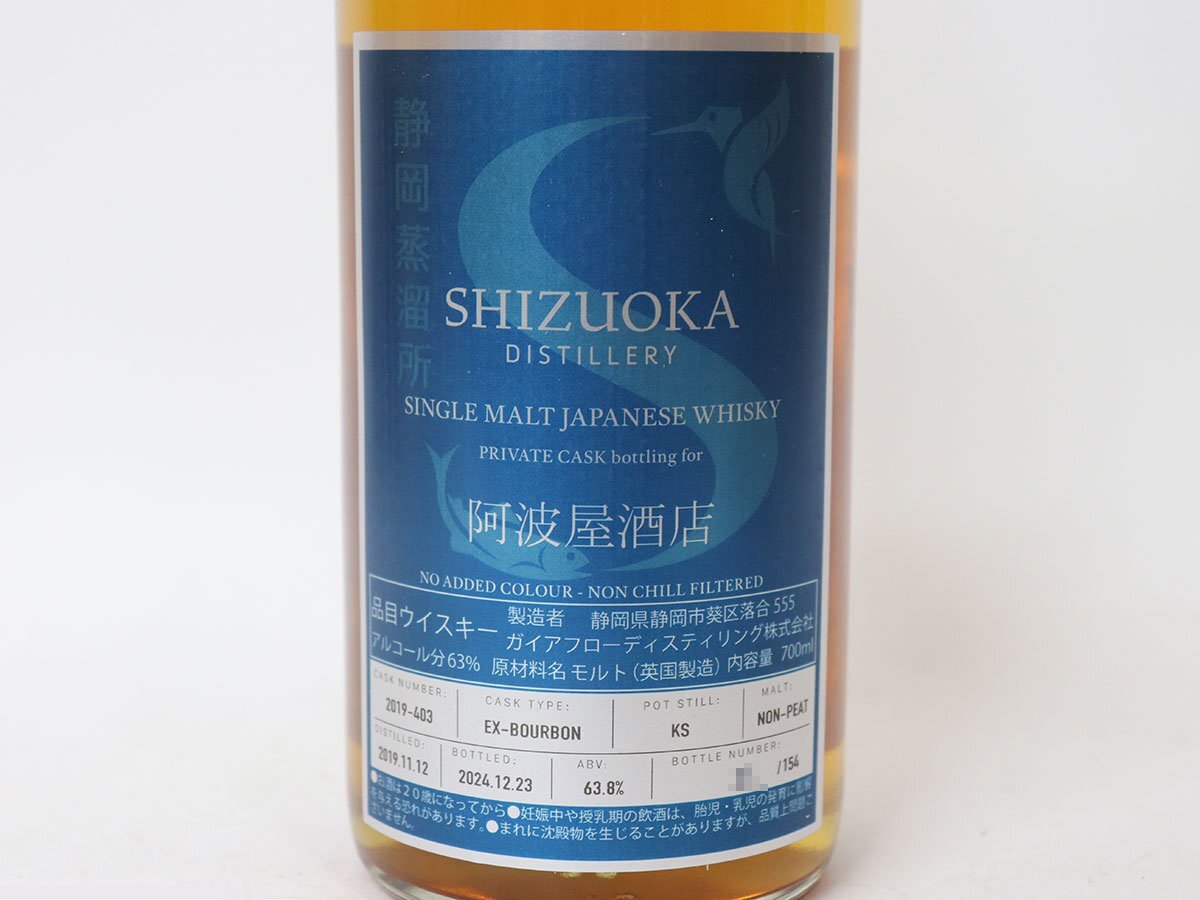 静岡蒸溜所
SHIZUOKA
DISTILLERY
SINGLE MALT JAPANESE WHISKY
PRIVATE CASK bottling for
阿波屋酒店
NO ADDED COLOUR - NON CHILL FILTERED
品目ウイスキー 製造者 静岡県静岡市葵区落合555
ガイアフローディスティリング株式会社
アルコール分63% 原材料名 モルト(英国製造) 内容量 700ml
CASK NUMBER: CASK TYPE: POT STILL: MALT:
2019-403 EX-BOURBON KS NON-PEAT
DISTILLED: BOTTLED: ABV: BOTTLE NUMBER:
2019.11.12 2024.12.23 63.8% /154
●お酒は20歳になってから●妊娠中や授乳期の飲酒は、胎児・乳児の発育に影響
を与える恐れがあります。●まれに沈殿物を生じることがありますが、品質上問題ご
ざいません。